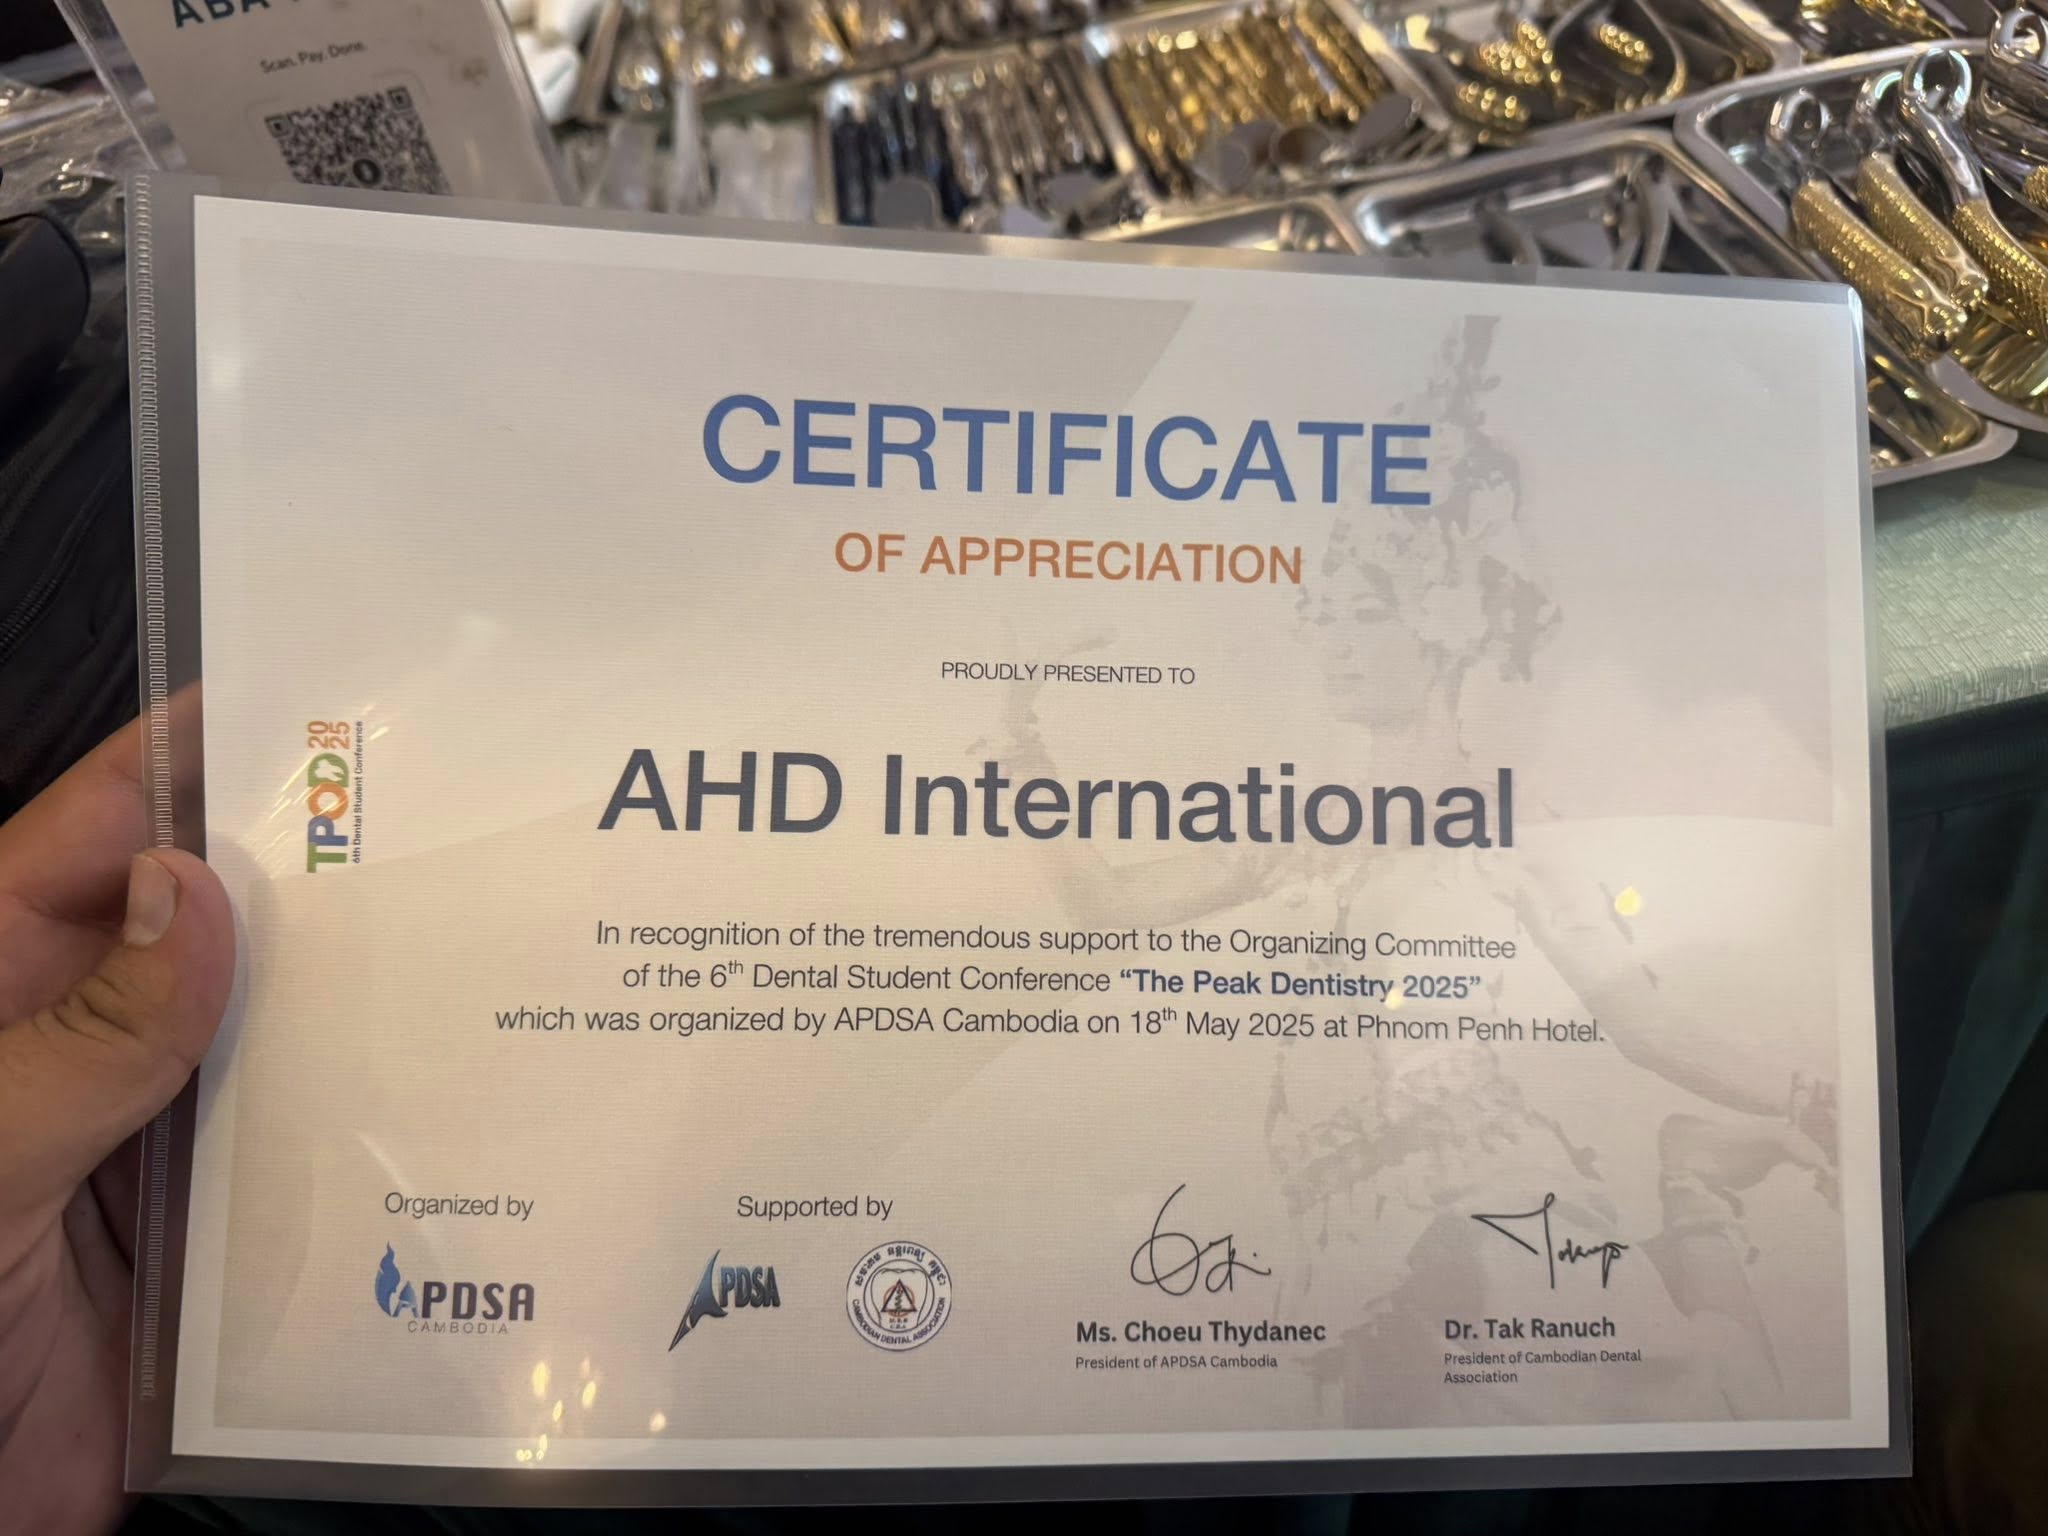 ABA
Scan. Pay. Done.
CERTIFICATE
OF APPRECIATION
PROUDLY PRESENTED TO
TPOD 2025
6th Dental Student Conference
AHD International
In recognition of the tremendous support to the Organizing Committee
of the 6th Dental Student Conference “The Peak Dentistry 2025”
which was organized by APDSA Cambodia on 18th May 2025 at Phnom Penh Hotel.
Organized by
APDSA
CAMBODIA
Supported by
APDSA
CAMBODIAN DENTAL ASSOCIATION
Ms. Choeu Thydanec
President of APDSA Cambodia
Dr. Tak Ranuch
President of Cambodian Dental
Association